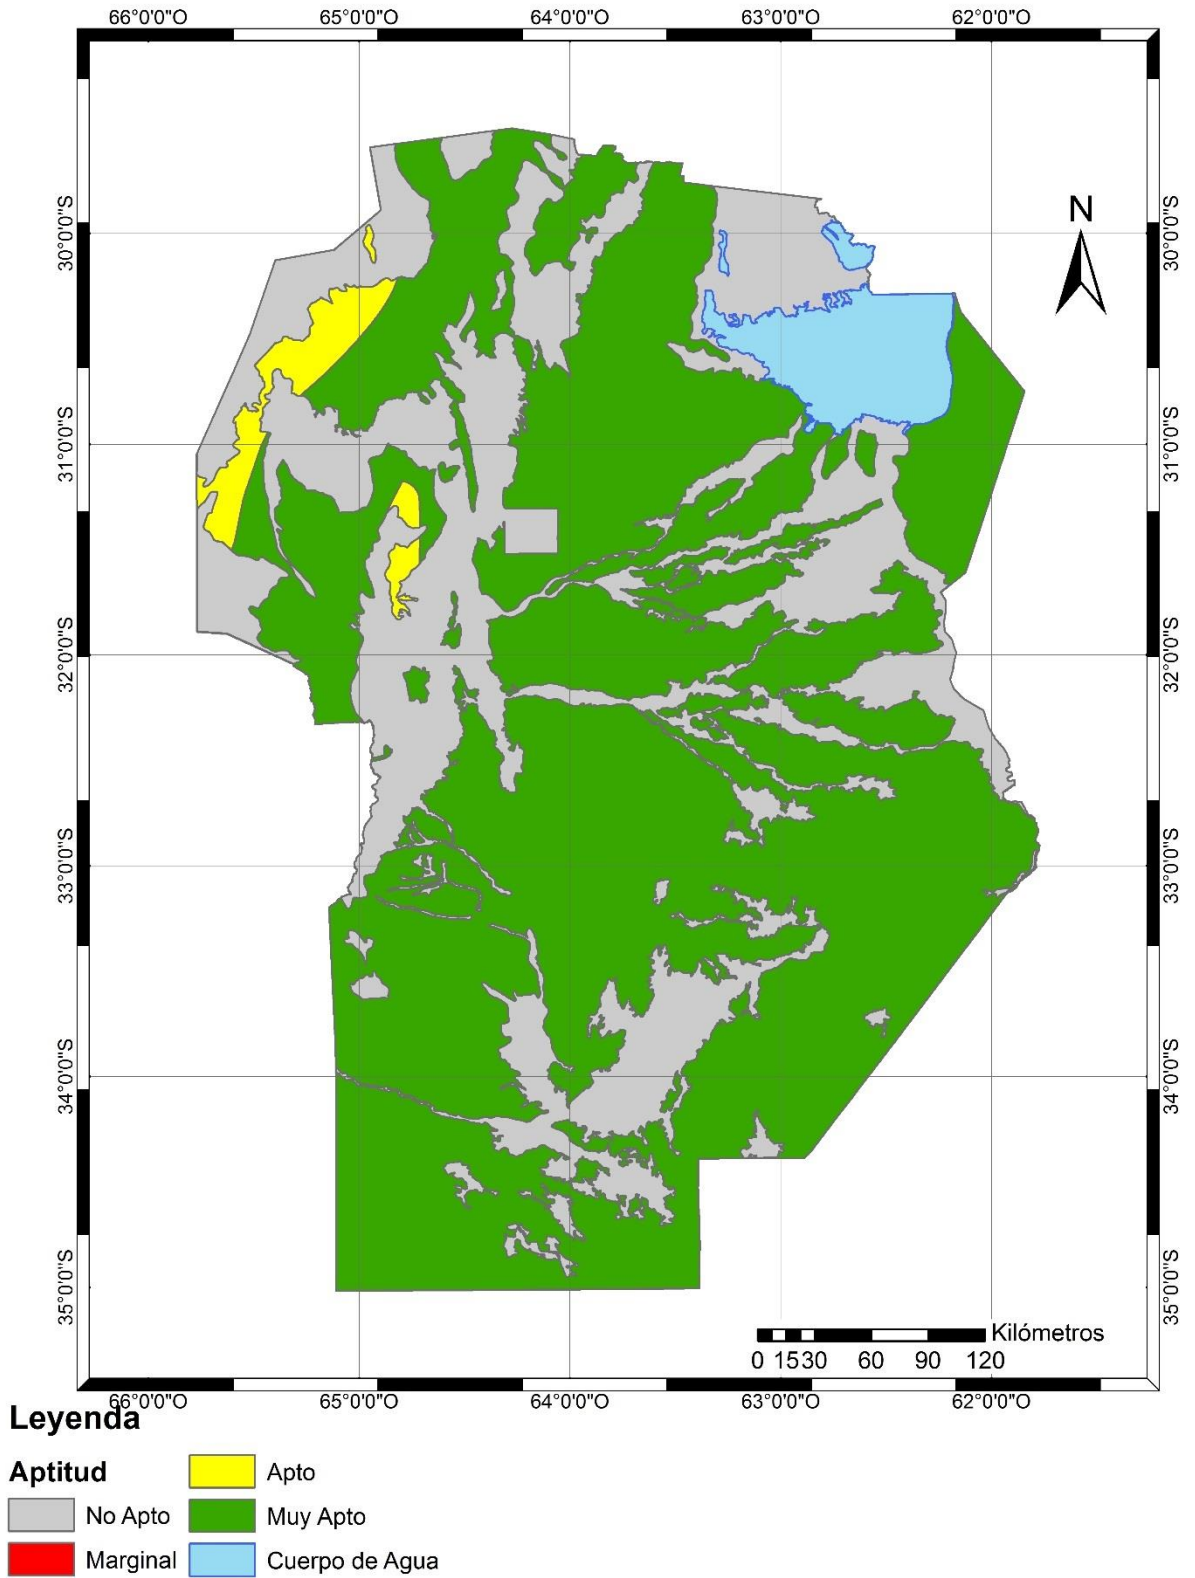 66°0'0"O 65°0'0"O 64°0'0"O 63°0'0"O 62°0'0"O
N
30°0'0"S 30°0'0"S
31°0'0"S 31°0'0"S
32°0'0"S 32°0'0"S
33°0'0"S 33°0'0"S
34°0'0"S 34°0'0"S
35°0'0"S 35°0'0"S
Kilómetros
0 15 30 60 90 120
66°0'0"O 65°0'0"O 64°0'0"O 63°0'0"O 62°0'0"O
Leyenda
Aptitud
Apto
No Apto
Muy Apto
Marginal
Cuerpo de Agua